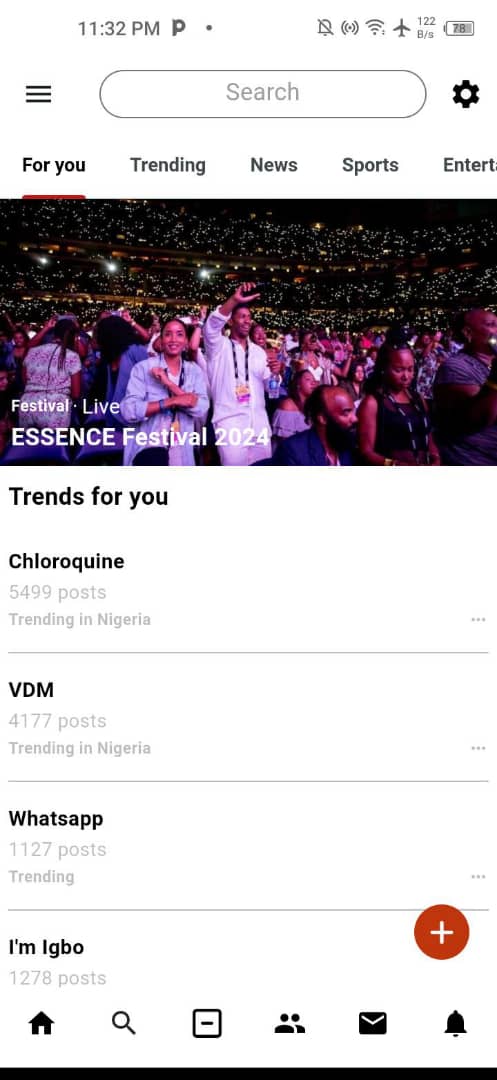 11:32 PM
122
B/s
78
Search
For you Trending News Sports Enterta
Festival · Live
ESSENCE Festival 2024
Trends for you
Chloroquine
5499 posts
Trending in Nigeria
VDM
4177 posts
Trending in Nigeria
Whatsapp
1127 posts
Trending
I'm Igbo
1278 posts